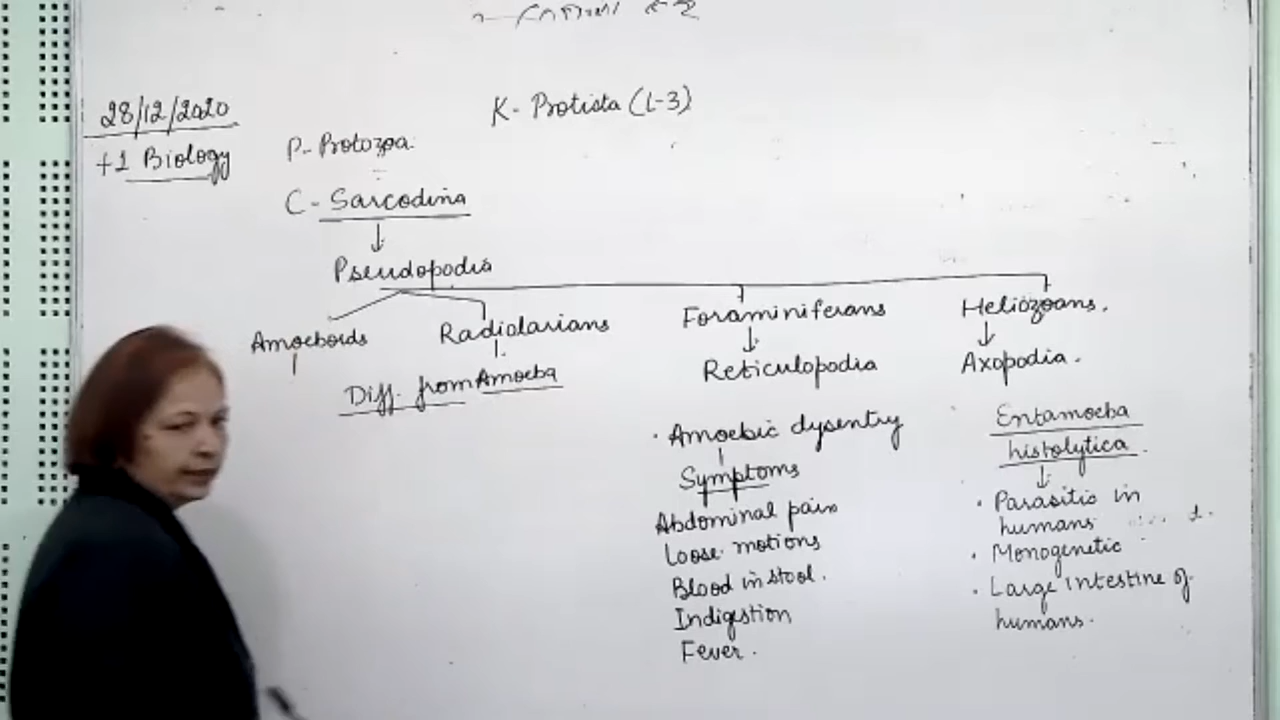 28/12/2020
+1 Biology
K- Protista (L-3)
P- Protozoa
C- Sarcodina
↓
Pseudopodia
Amoeboids
Radiolarians
Foraminiferans
Heliozoans.
Diff. from Amoeba
↓
Reticulopodia
↓
Axopodia.
· Amoebic dysentry
Symptoms
Abdominal pain
Loose motions
Blood in stool.
Indigestion
Fever.
Entamoeba
histolytica.
↓
· Parasitic in
humans
· Monogenetic
· Large intestine of
humans.